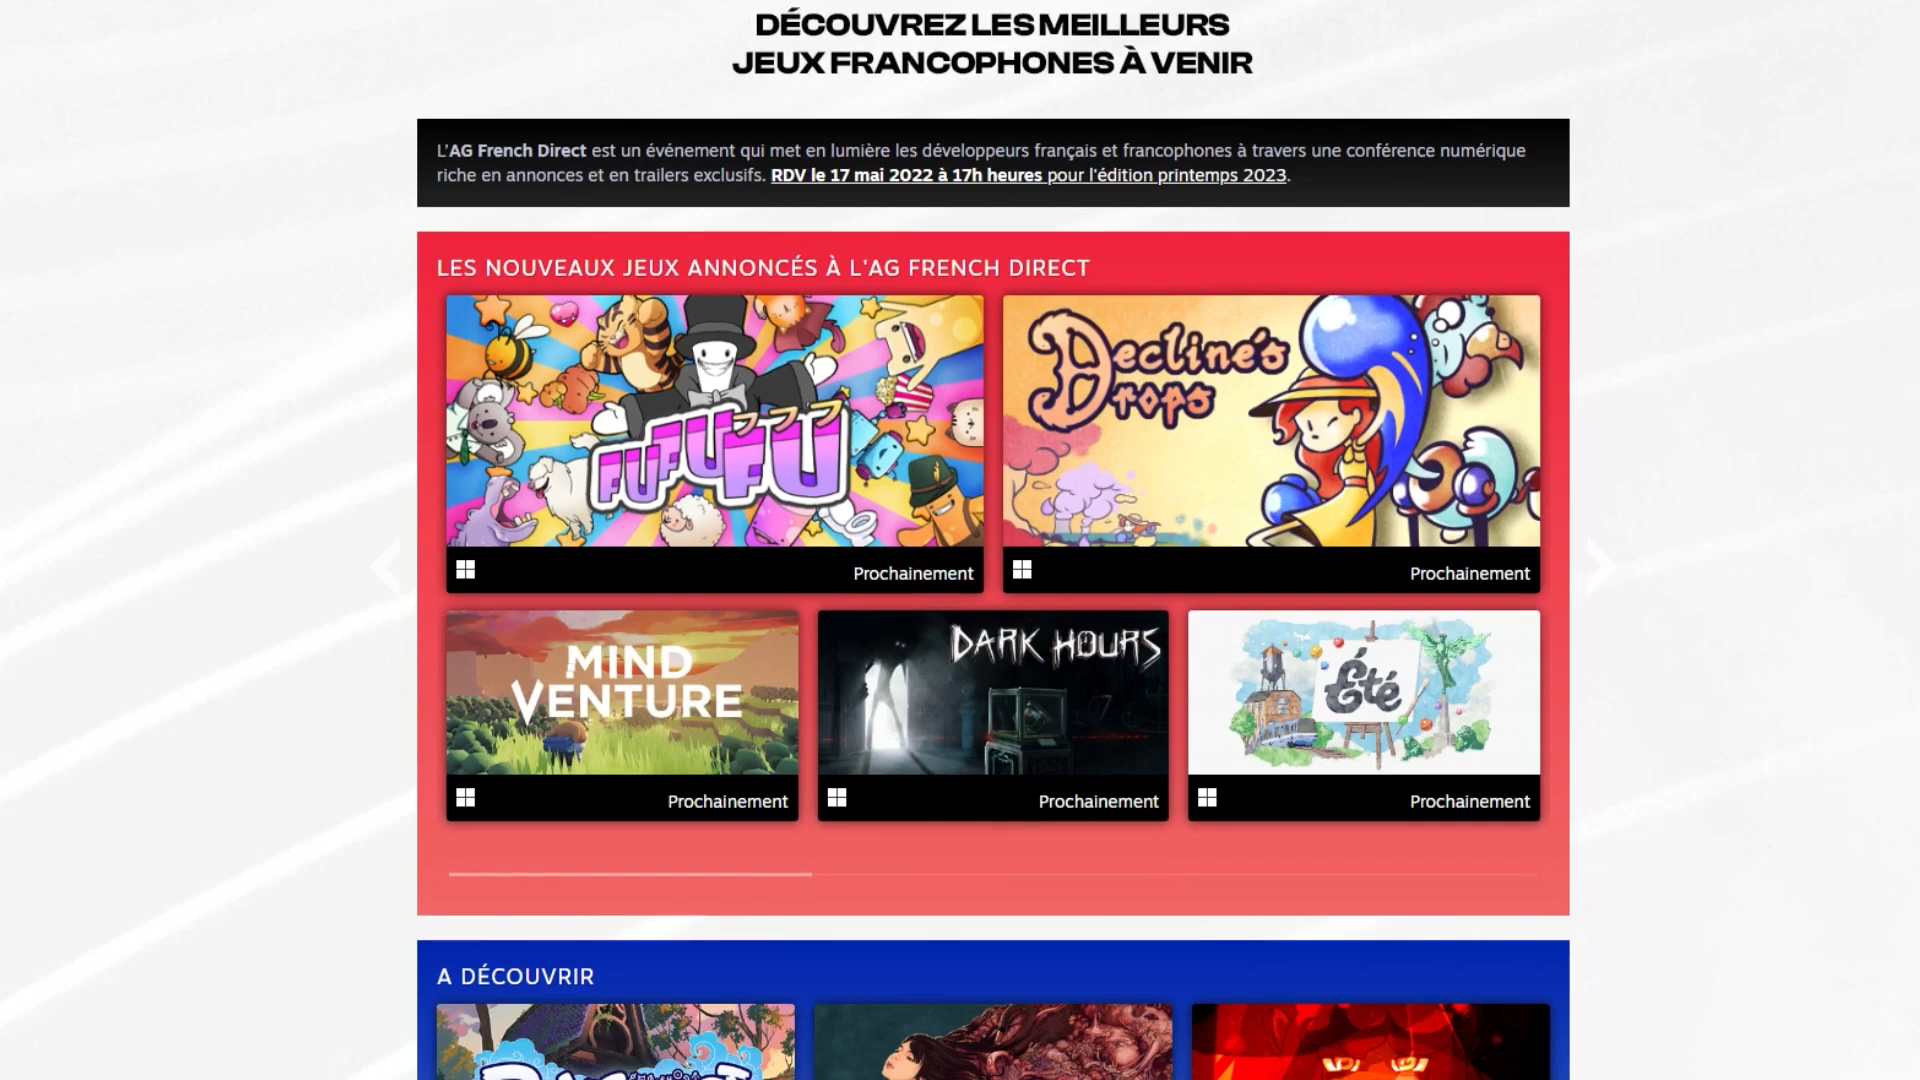 DÉCOUVREZ LES MEILLEURS
JEUX FRANCOPHONES À VENIR
L'AG French Direct est un événement qui met en lumière les développeurs français et francophones à travers une conférence numérique
riche en annonces et en trailers exclusifs. RDV le 17 mai 2022 à 17h heures pour l'édition printemps 2023.
LES NOUVEAUX JEUX ANNONCÉS À L'AG FRENCH DIRECT
フフフ
FUFUFU
Decline's
Drops
Prochainement
Prochainement
MIND
VENTURE
DARK HOURS
Été
Prochainement
Prochainement
Prochainement
A DÉCOUVRIR